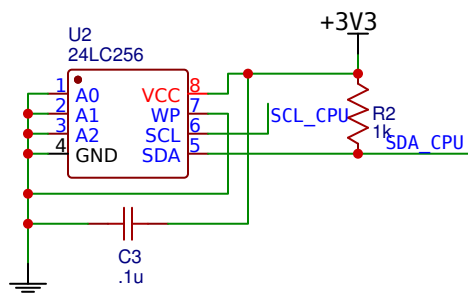 +3V3
U2
24LC256
1 A0 VCC 8
2 A1 WP 7
3 A2 SCL 6
4 GND SDA 5
SCL_CPU
R2
1k
SDA_CPU
C3
.1u